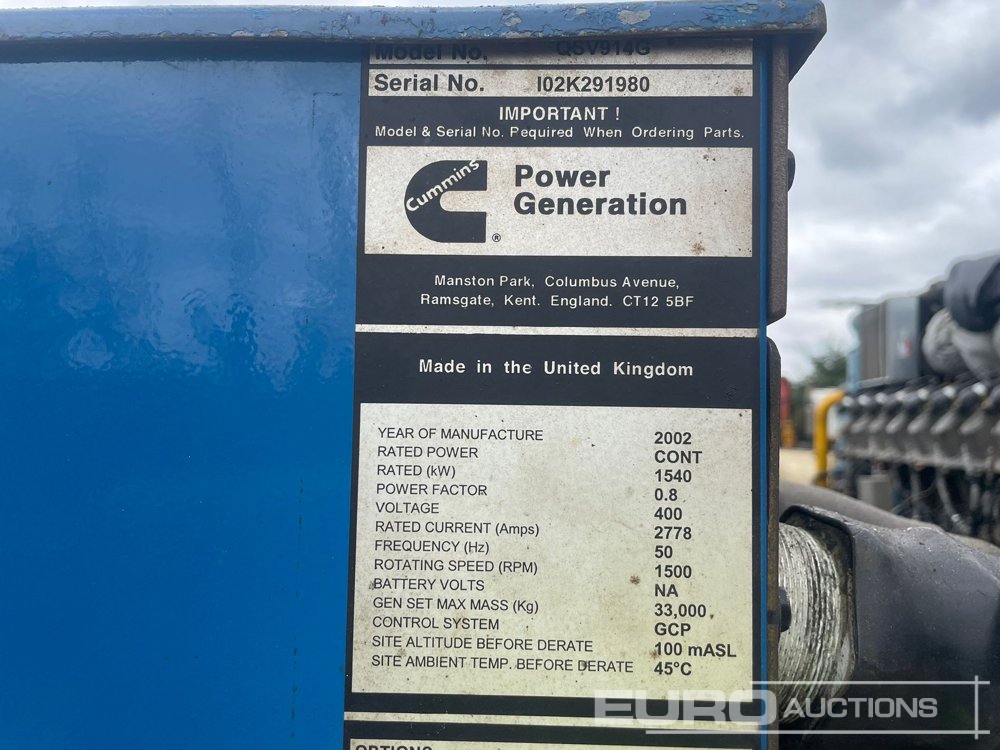 Model No. QSV914G
Serial No. I02K291980
IMPORTANT !
Model & Serial No. Pequired When Ordering Parts.
Cummins
®
Power
Generation
Manston Park, Columbus Avenue,
Ramsgate, Kent. England. CT12 5BF
Made in the United Kingdom
YEAR OF MANUFACTURE 2002
RATED POWER CONT
RATED (kW) 1540
POWER FACTOR 0.8
VOLTAGE 400
RATED CURRENT (Amps) 2778
FREQUENCY (Hz) 50
ROTATING SPEED (RPM) 1500
BATTERY VOLTS NA
GEN SET MAX MASS (Kg) 33,000
CONTROL SYSTEM GCP
SITE ALTITUDE BEFORE DERATE 100 mASL
SITE AMBIENT TEMP. BEFORE DERATE 45°C
OPTIONS
EURO AUCTIONS